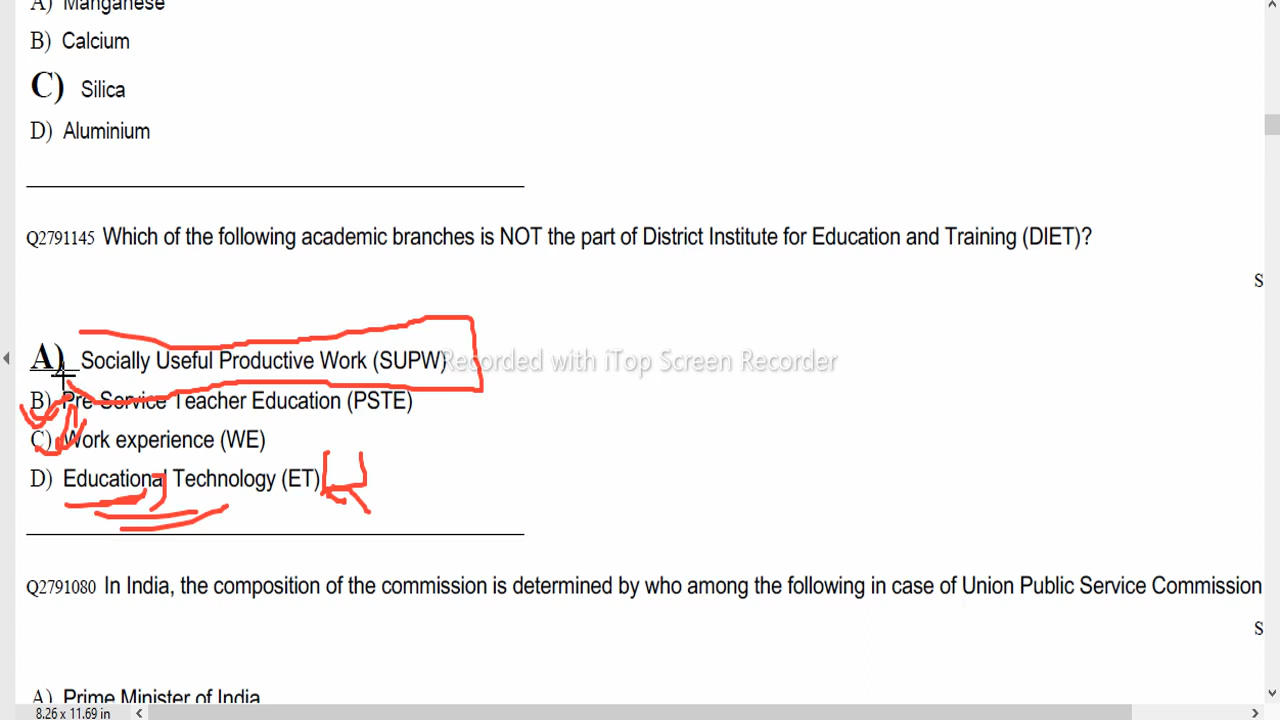 A) Manganese
B) Calcium
C) Silica
D) Aluminium
Q2791145 Which of the following academic branches is NOT the part of District Institute for Education and Training (DIET)?
S
A) Socially Useful Productive Work (SUPW)
Recorded with iTop Screen Recorder
B) Pre-Service Teacher Education (PSTE)
C) Work experience (WE)
D) Educational Technology (ET)
Q2791080 In India, the composition of the commission is determined by who among the following in case of Union Public Service Commission
S
A) Prime Minister of India
8.26 x 11.69 in